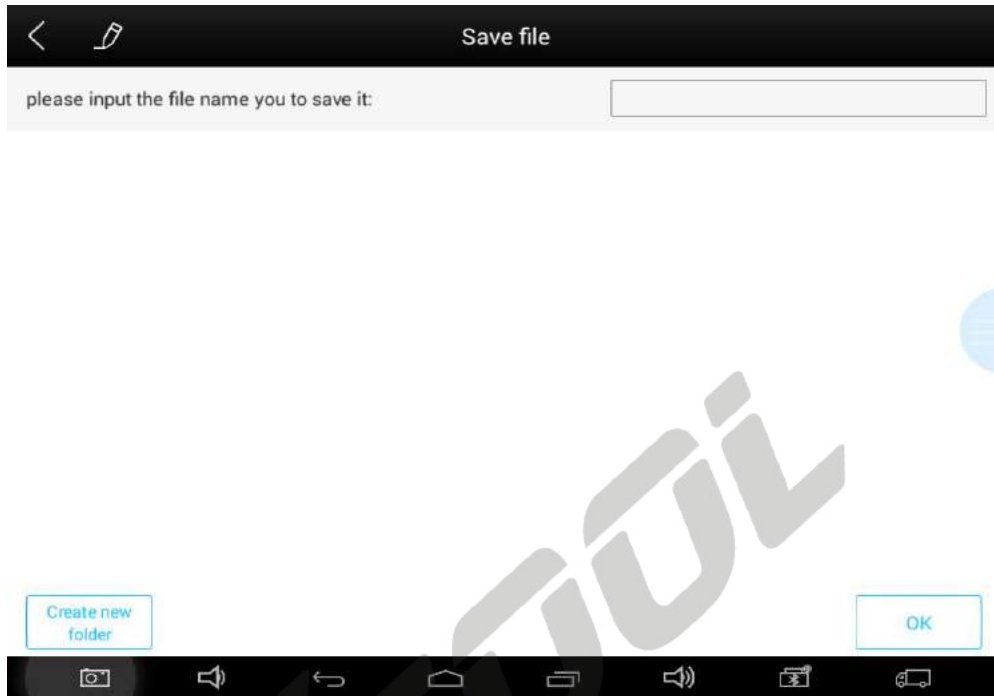 Save file
please input the file name you to save it:
Create new
folder
OK